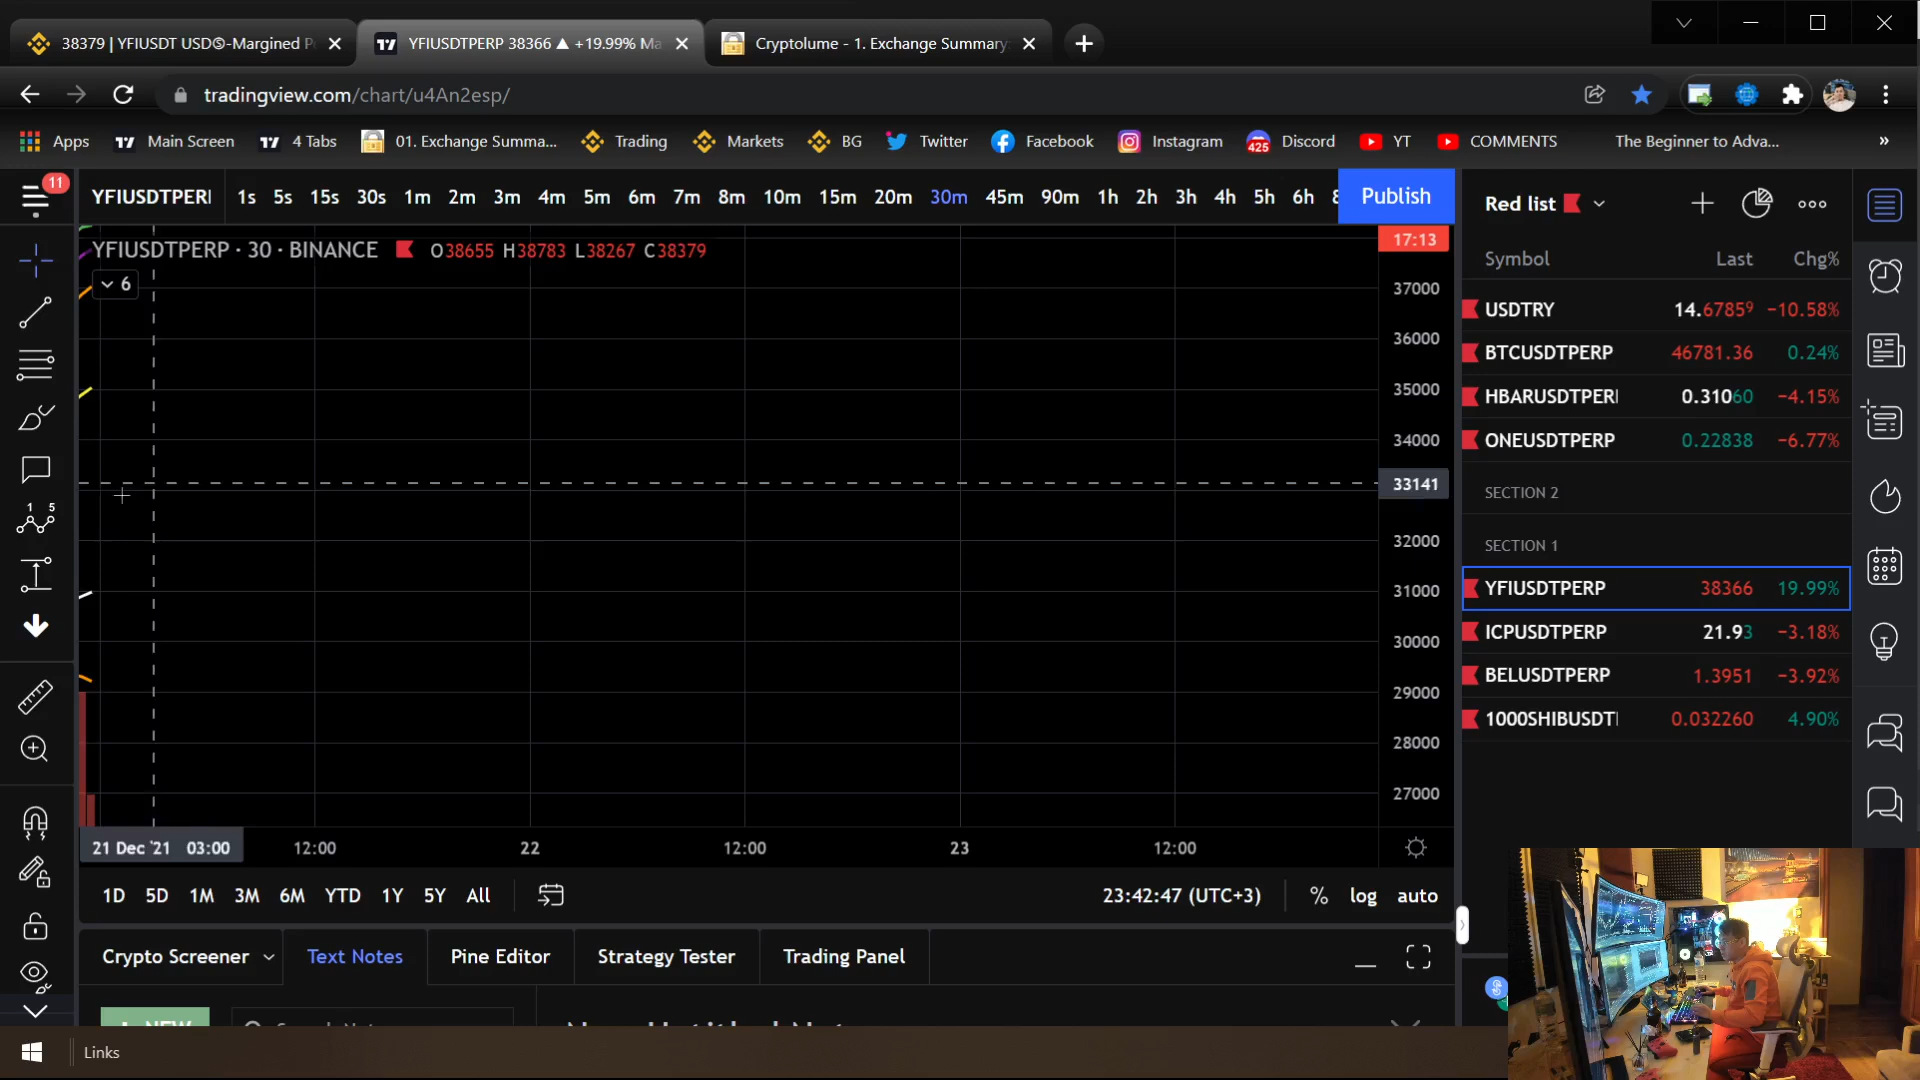 38379 | YFIUSDT USDⓈ-Margined P
YFIUSDTPERP 38366 ▲ +19.99% Ma
Cryptolume - 1. Exchange Summary
tradingview.com/chart/u4An2esp/
Apps
Main Screen
4 Tabs
01. Exchange Summa...
Trading
Markets
BG
Twitter
Facebook
Instagram
425
Discord
YT
COMMENTS
The Beginner to Adva...
»
11
YFIUSDTPERI
1s 5s 15s 30s 1m 2m 3m 4m 5m 6m 7m 8m 10m 15m 20m 30m 45m 90m 1h 2h 3h 4h 5h 6h
Publish
YFIUSDTPERP · 30 · BINANCE O38655 H38783 L38267 C38379
6
17:13
37000
36000
35000
34000
33141
32000
31000
30000
29000
28000
27000
21 Dec '21 03:00
12:00
22
12:00
23
12:00
1D 5D 1M 3M 6M YTD 1Y 5Y All
23:42:47 (UTC+3)
% log auto
Crypto Screener
Text Notes
Pine Editor
Strategy Tester
Trading Panel
NEW
Red list
Symbol Last Chg%
USDTRY 14.67859 −10.58%
BTCUSDTPERP 46781.36 0.24%
HBARUSDTPERI 0.31060 −4.15%
ONEUSDTPERP 0.22838 −6.77%
SECTION 2
SECTION 1
YFIUSDTPERP 38366 19.99%
ICPUSDTPERP 21.93 −3.18%
BELUSDTPERP 1.3951 −3.92%
1000SHIBUSDT 0.032260 4.90%
1 5
Links